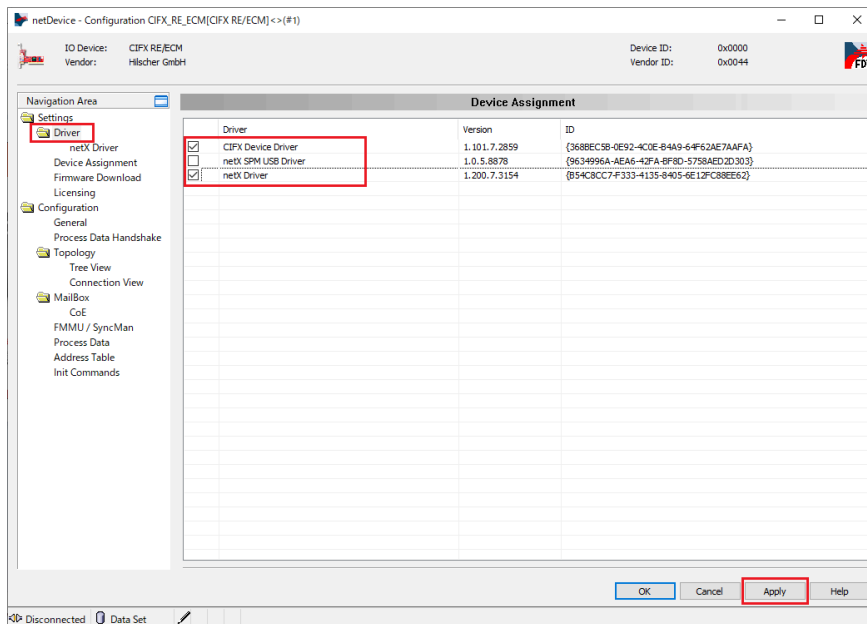 netDevice - Configuration CIFX_RE_ECM[CIFX RE/ECM]<>(#1)
IO Device: CIFX RE/ECM Device ID: 0x0000
Vendor: Hilscher GmbH Vendor ID: 0x0044
FDT
Navigation Area
Settings
Driver
netX Driver
Device Assignment
Firmware Download
Licensing
Configuration
General
Process Data Handshake
Topology
Tree View
Connection View
MailBox
CoE
FMMU / SyncMan
Process Data
Address Table
Init Commands
Device Assignment
Driver Version ID
CIFX Device Driver 1.101.7.2859 {368BEC5B-0E92-4C0E-B4A9-64F62AE7AAFA}
netX SPM USB Driver 1.0.5.8878 {9634996A-AEA6-42FA-BF8D-5758AED2D303}
netX Driver 1.200.7.3154 {B54C8CC7-F333-4135-8405-6E12FC88EE62}
OK Cancel Apply Help
Disconnected Data Set